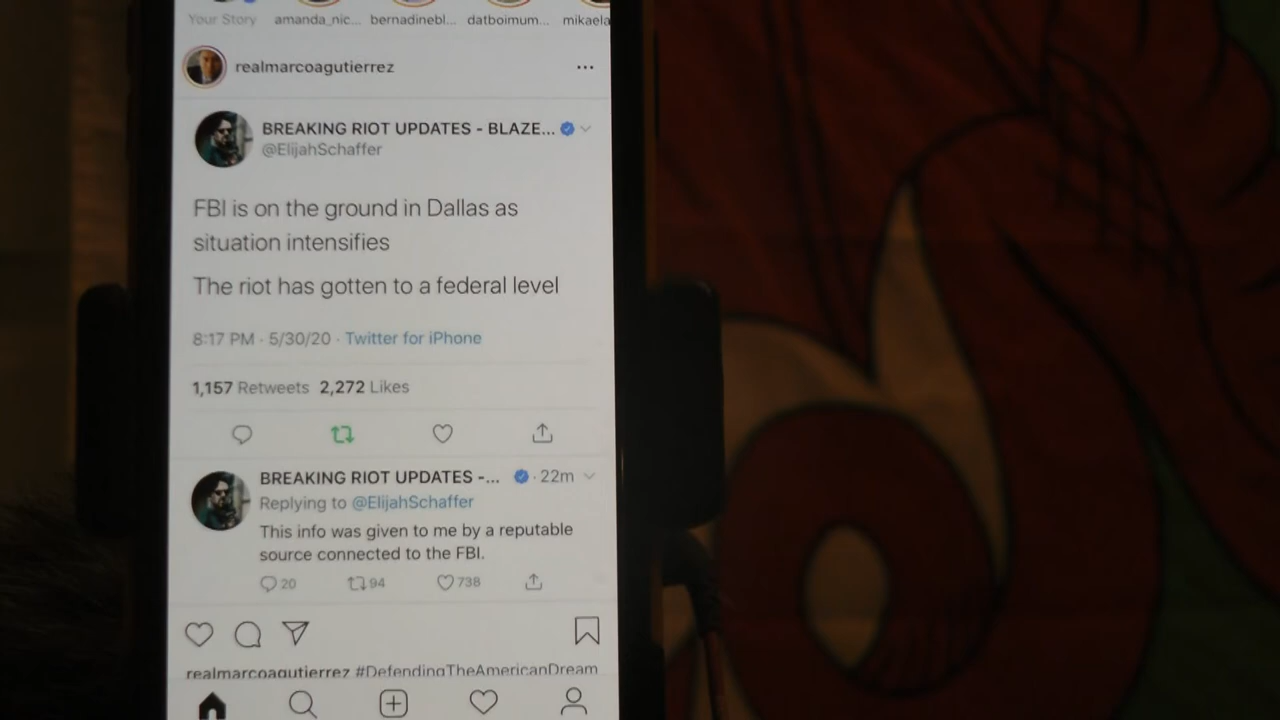 Your Story amanda_nic... bernadinebl... datboimum... mikaela
realmarcoagutierrez
BREAKING RIOT UPDATES - BLAZE...
@ElijahSchaffer
FBI is on the ground in Dallas as
situation intensifies
The riot has gotten to a federal level
8:17 PM · 5/30/20 · Twitter for iPhone
1,157 Retweets 2,272 Likes
BREAKING RIOT UPDATES -... · 22m
Replying to @ElijahSchaffer
This info was given to me by a reputable
source connected to the FBI.
20 94 738
realmarcoagutierrez #DefendingTheAmericanDream